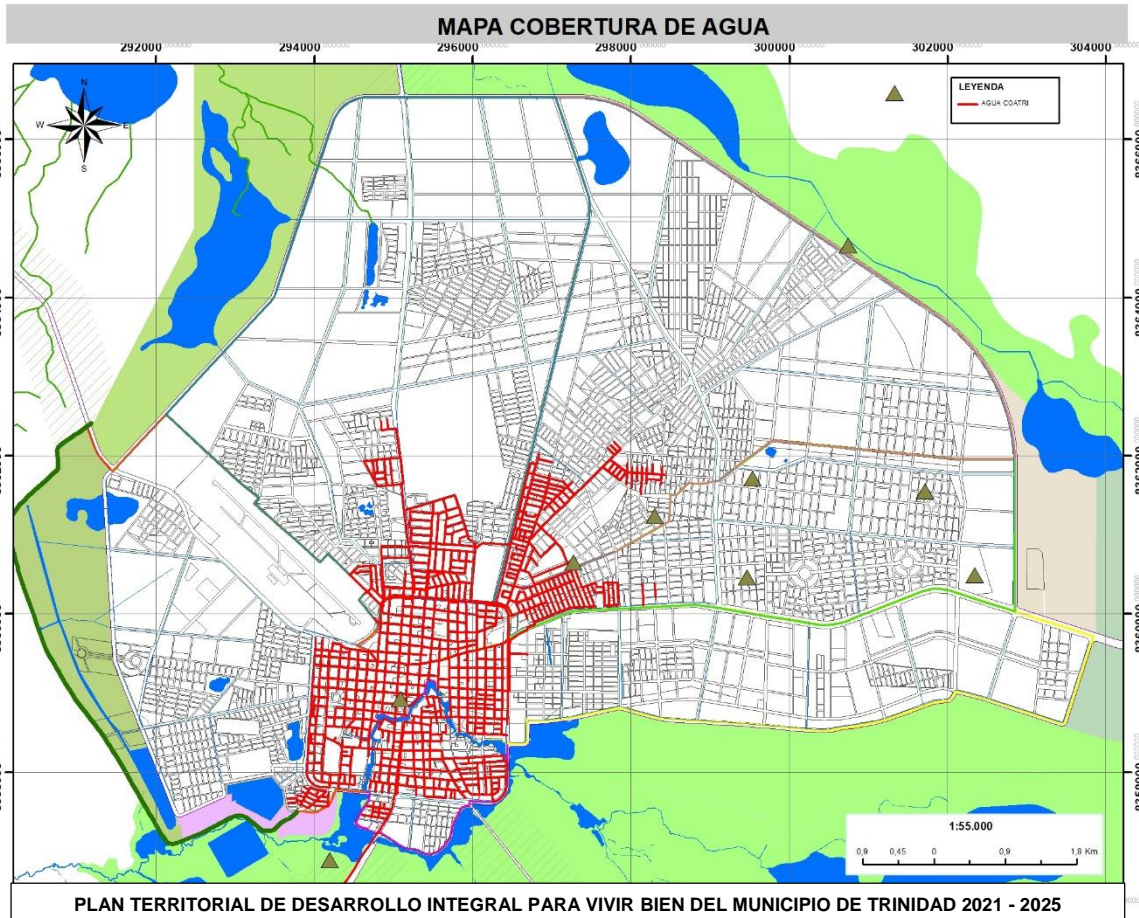 MAPA COBERTURA DE AGUA
292000 294000 296000 298000 300000 302000 304000
N
W E
S
LEYENDA
AGUA COATRI
1:55.000
0,9 0,45 0 0,9 1,8 Km.
PLAN TERRITORIAL DE DESARROLLO INTEGRAL PARA VIVIR BIEN DEL MUNICIPIO DE TRINIDAD 2021 - 2025